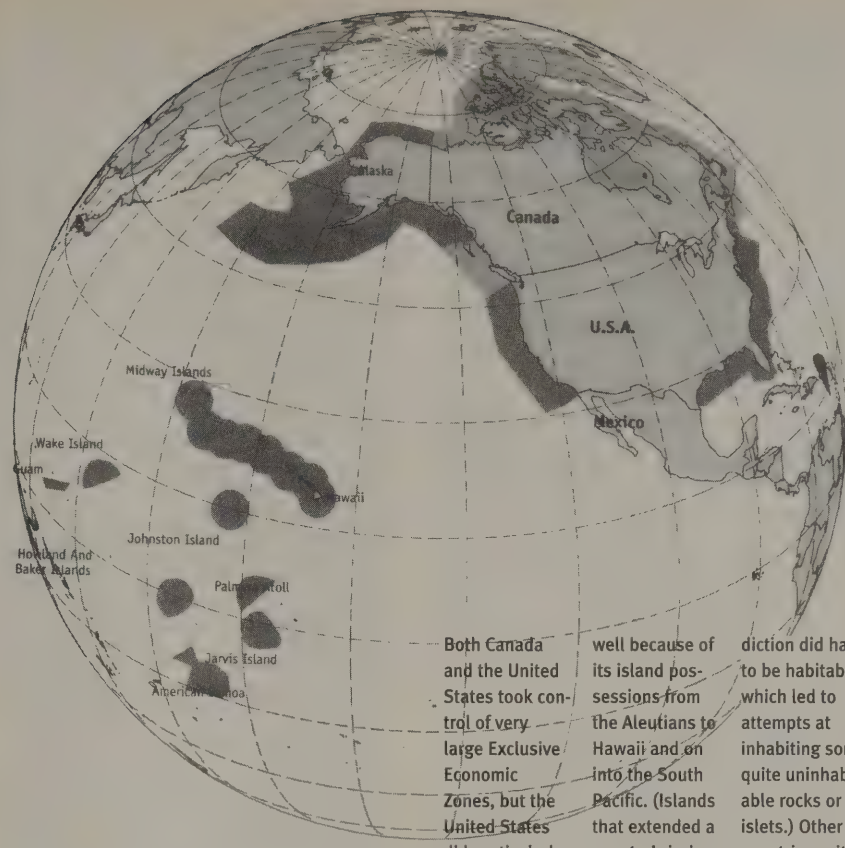 Alaska
Canada
U.S.A.
Midway Islands
Mexico
Wake Island
Guam
Hawaii
Johnston Island
Howland And
Baker Islands
Palmyra Atoll
Jarvis Island
American Samoa
Both Canada
and the United
States took con-
trol of very
large Exclusive
Economic
Zones, but the
United States
well because of
its island pos-
sessions from
the Aleutians to
Hawaii and on
into the South
Pacific. (Islands
that extended a
diction did ha
to be habitab
which led to
attempts at
inhabiting so
quite uninhab
able rocks or
islets.) Other